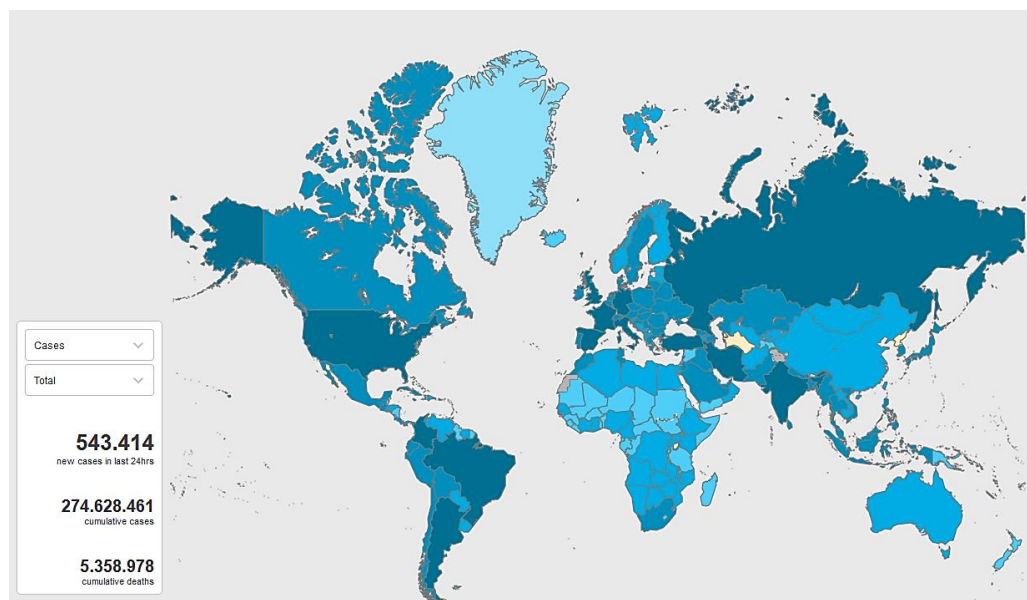 Cases
Total
543.414
new cases in last 24hrs
274.628.461
cumulative cases
5.358.978
cumulative deaths